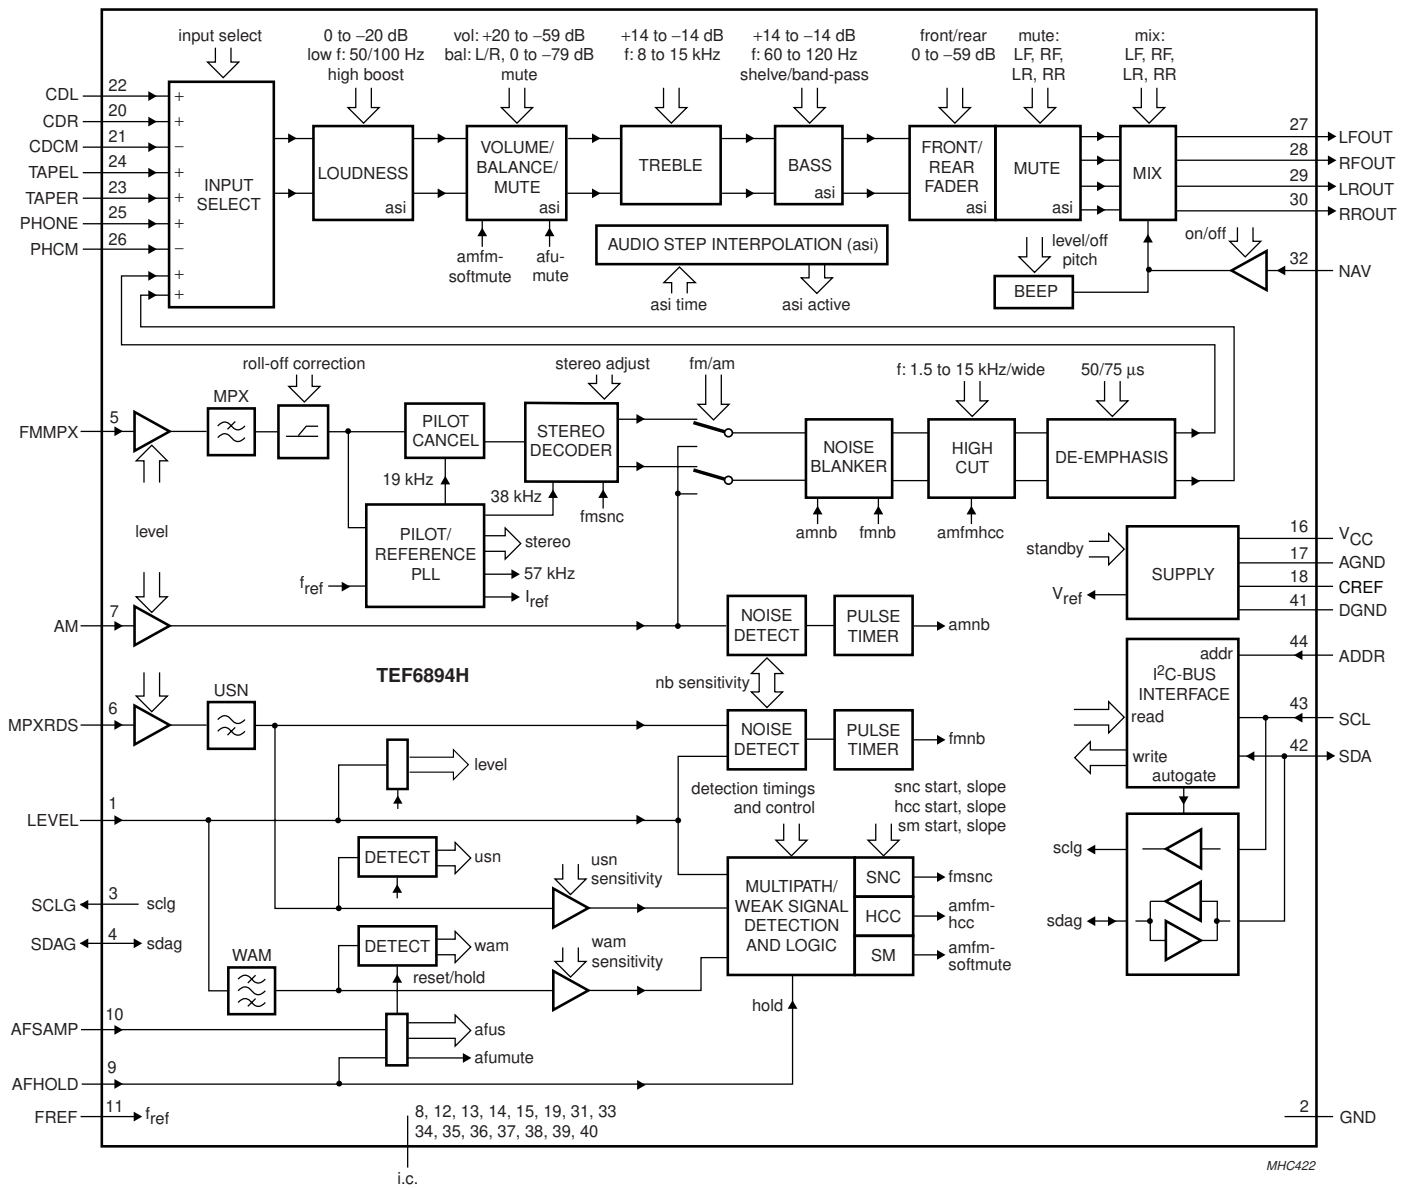 input select
0 to −20 dB
low f: 50/100 Hz
high boost
vol: +20 to −59 dB
bal: L/R, 0 to −79 dB
mute
+14 to −14 dB
f: 8 to 15 kHz
+14 to −14 dB
f: 60 to 120 Hz
shelve/band-pass
front/rear
0 to −59 dB
mute:
LF, RF,
LR, RR
mix:
LF, RF,
LR, RR
CDL 22 +
CDR 20 +
CDCM 21 −
TAPEL 24 +
TAPER 23 +
PHONE 25 +
PHCM 26 −
+
+
INPUT
SELECT
LOUDNESS
asi
VOLUME/
BALANCE/
MUTE
asi
TREBLE
BASS
asi
FRONT/
REAR
FADER
asi
MUTE
asi
MIX
27 LFOUT
28 RFOUT
29 LROUT
30 RROUT
amfm-
softmute
afu-
mute
AUDIO STEP INTERPOLATION (asi)
asi time
asi active
level/off
pitch
BEEP
on/off
32 NAV
roll-off correction
stereo adjust
fm/am
f: 1.5 to 15 kHz/wide
50/75 µs
FMMPX 5
MPX
PILOT
CANCEL
STEREO
DECODER
NOISE
BLANKER
HIGH
CUT
DE-EMPHASIS
19 kHz
38 kHz
fmsnc
amnb
fmnb
amfmhcc
level
PILOT/
REFERENCE
PLL
stereo
57 kHz
fref
Iref
standby
Vref
SUPPLY
16 VCC
17 AGND
18 CREF
41 DGND
AM 7
NOISE
DETECT
PULSE
TIMER
amnb
TEF6894H
nb sensitivity
addr
I2C-BUS
INTERFACE
read
write
autogate
44 ADDR
43 SCL
42 SDA
MPXRDS 6
USN
NOISE
DETECT
PULSE
TIMER
fmnb
level
detection timings
and control
snc start, slope
hcc start, slope
sm start, slope
LEVEL 1
DETECT
usn
usn
sensitivity
sclg
sdag
MULTIPATH/
WEAK SIGNAL
DETECTION
AND LOGIC
SNC
HCC
SM
fmsnc
amfm-
hcc
amfm-
softmute
SCLG 3 sclg
SDAG 4 sdag
WAM
DETECT
wam
reset/hold
wam
sensitivity
hold
AFSAMP 10
afus
afumute
AFHOLD 9
FREF 11 fref
8, 12, 13, 14, 15, 19, 31, 33
34, 35, 36, 37, 38, 39, 40
i.c.
2 GND
MHC422